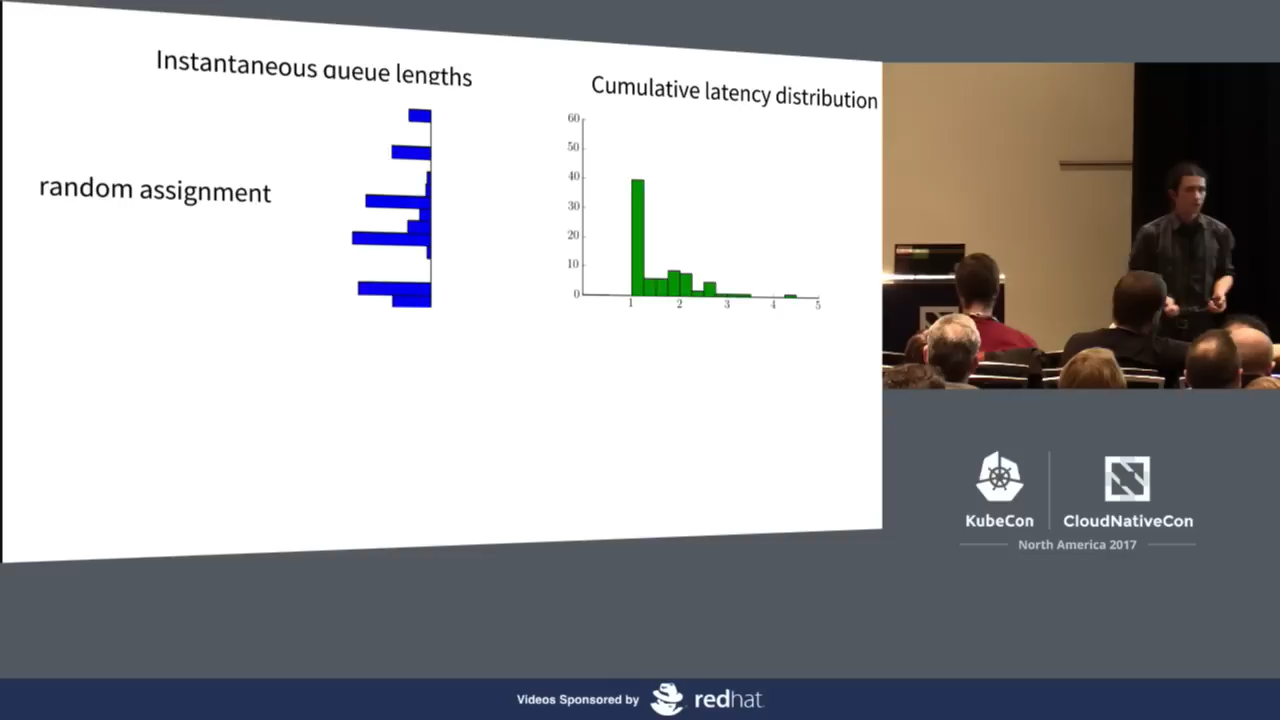 Instantaneous queue lengths
Cumulative latency distribution
random assignment
60
50
40
30
20
10
0
1 2 3 4 5
KubeCon
CloudNativeCon
North America 2017
Videos Sponsored by redhat